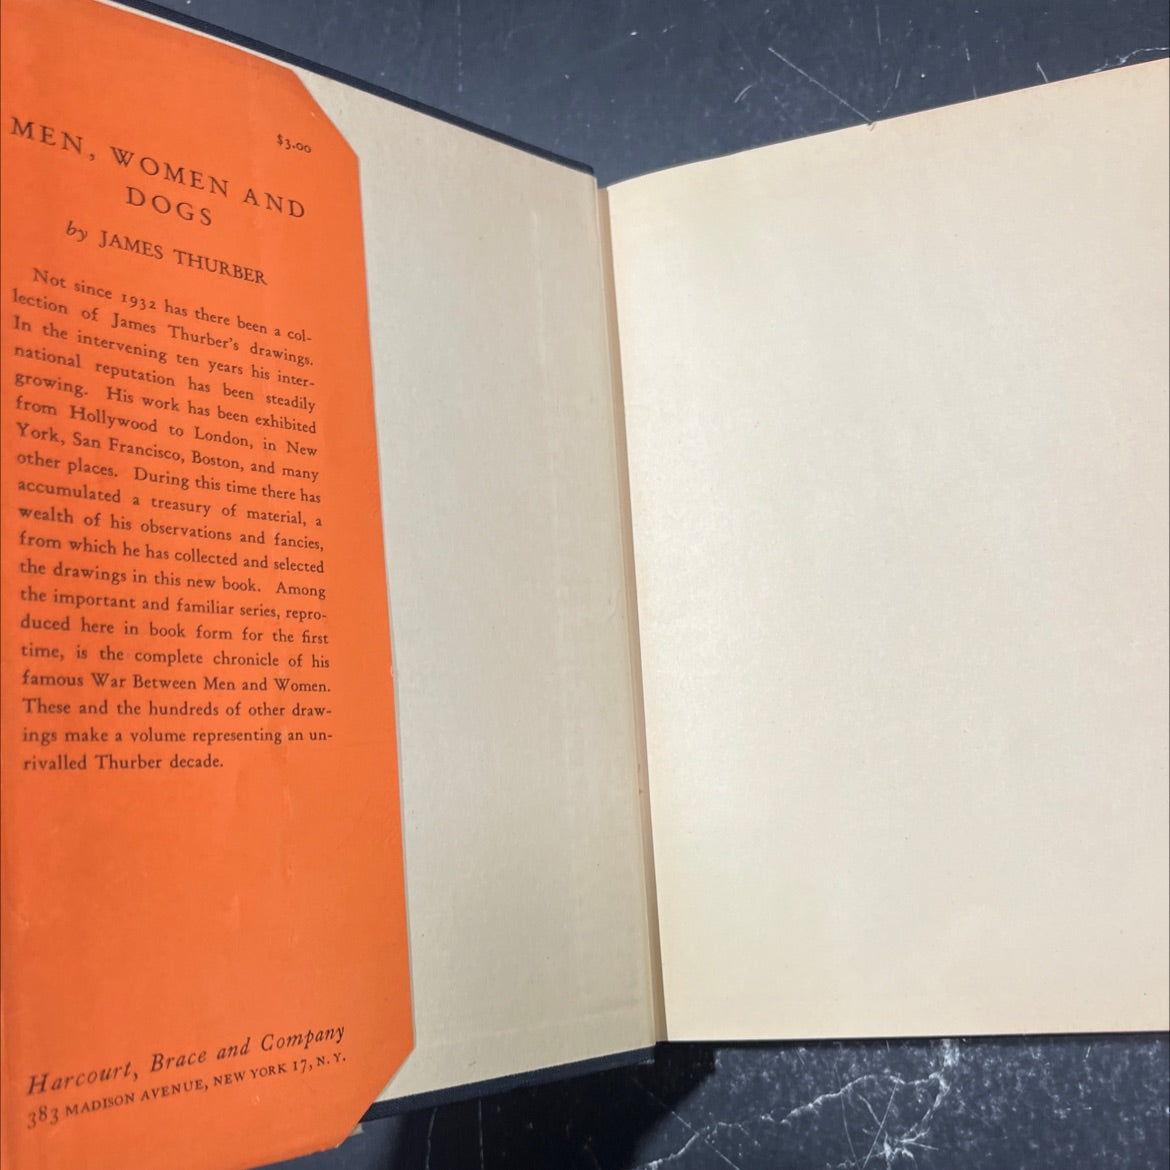 $3.00
MEN, WOMEN AND
DOGS
by JAMES THURBER
Not since 1932 has there been a col-
lection of James Thurber's drawings.
In the intervening ten years his inter-
national reputation has been steadily
growing. His work has been exhibited
from Hollywood to London, in New
York, San Francisco, Boston, and many
other places. During this time there has
accumulated a treasury of material, a
wealth of his observations and fancies,
from which he has collected and selected
the drawings in this new book. Among
the important and familiar series, repro-
duced here in book form for the first
time, is the complete chronicle of his
famous War Between Men and Women.
These and the hundreds of other draw-
ings make a volume representing an un-
rivalled Thurber decade.
Harcourt, Brace and Company
383 MADISON AVENUE, NEW YORK 17, N. Y.